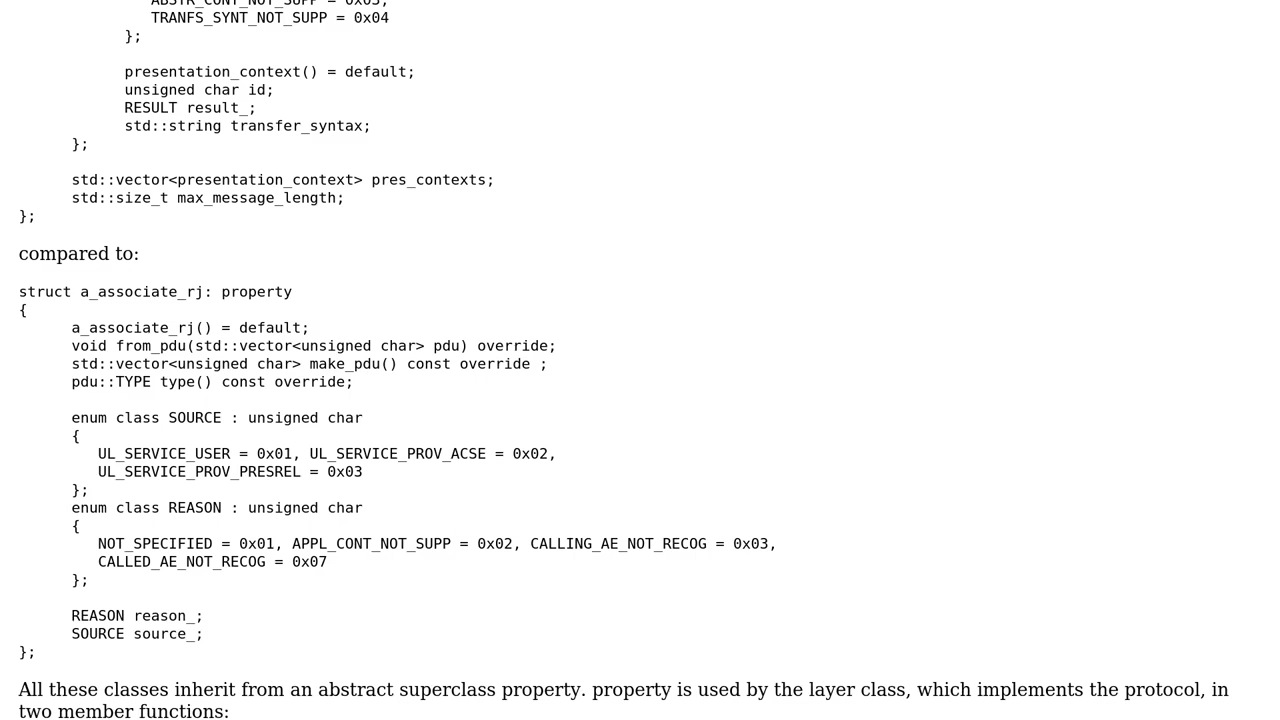 ABSTR_CONT_NOT_SUPP = 0x03,
TRANFS_SYNT_NOT_SUPP = 0x04
};
presentation_context() = default;
unsigned char id;
RESULT result_;
std::string transfer_syntax;
};
std::vector<presentation_context> pres_contexts;
std::size_t max_message_length;
};
compared to:
struct a_associate_rj: property
{
a_associate_rj() = default;
void from_pdu(std::vector<unsigned char> pdu) override;
std::vector<unsigned char> make_pdu() const override ;
pdu::TYPE type() const override;
enum class SOURCE : unsigned char
{
UL_SERVICE_USER = 0x01, UL_SERVICE_PROV_ACSE = 0x02,
UL_SERVICE_PROV_PRESREL = 0x03
};
enum class REASON : unsigned char
{
NOT_SPECIFIED = 0x01, APPL_CONT_NOT_SUPP = 0x02, CALLING_AE_NOT_RECOG = 0x03,
CALLED_AE_NOT_RECOG = 0x07
};
REASON reason_;
SOURCE source_;
};
All these classes inherit from an abstract superclass property. property is used by the layer class, which implements the protocol, in
two member functions: